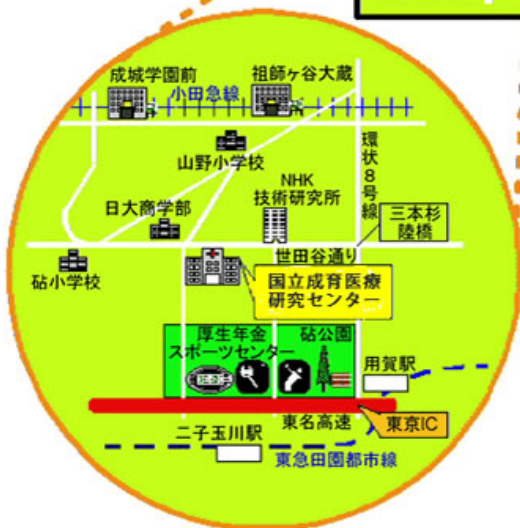 成城学園前
祖師ヶ谷大蔵
小田急線
山野小学校
環状8号線
NHK
技術研究所
日大商学部
三本杉
陸橋
世田谷通り
砧小学校
国立成育医療
研究センター
厚生年金
スポーツセンター
砧公園
用賀駅
東名高速
東京IC
二子玉川駅
東急田園都市線